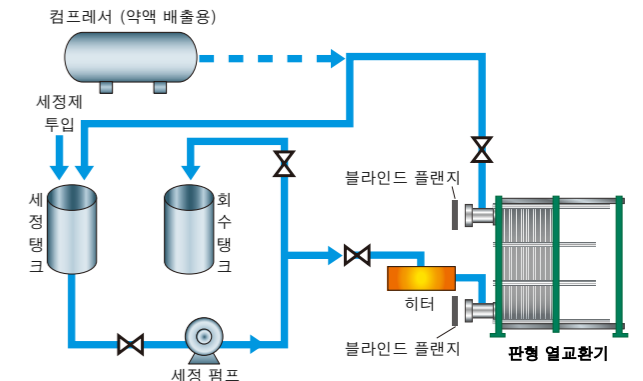 컴프레서 (약액 배출용)
세정제
투입
블라인드 플랜지
세
정
탱
크
회
수
탱
크
히터
블라인드 플랜지
판형 열교환기
세정 펌프